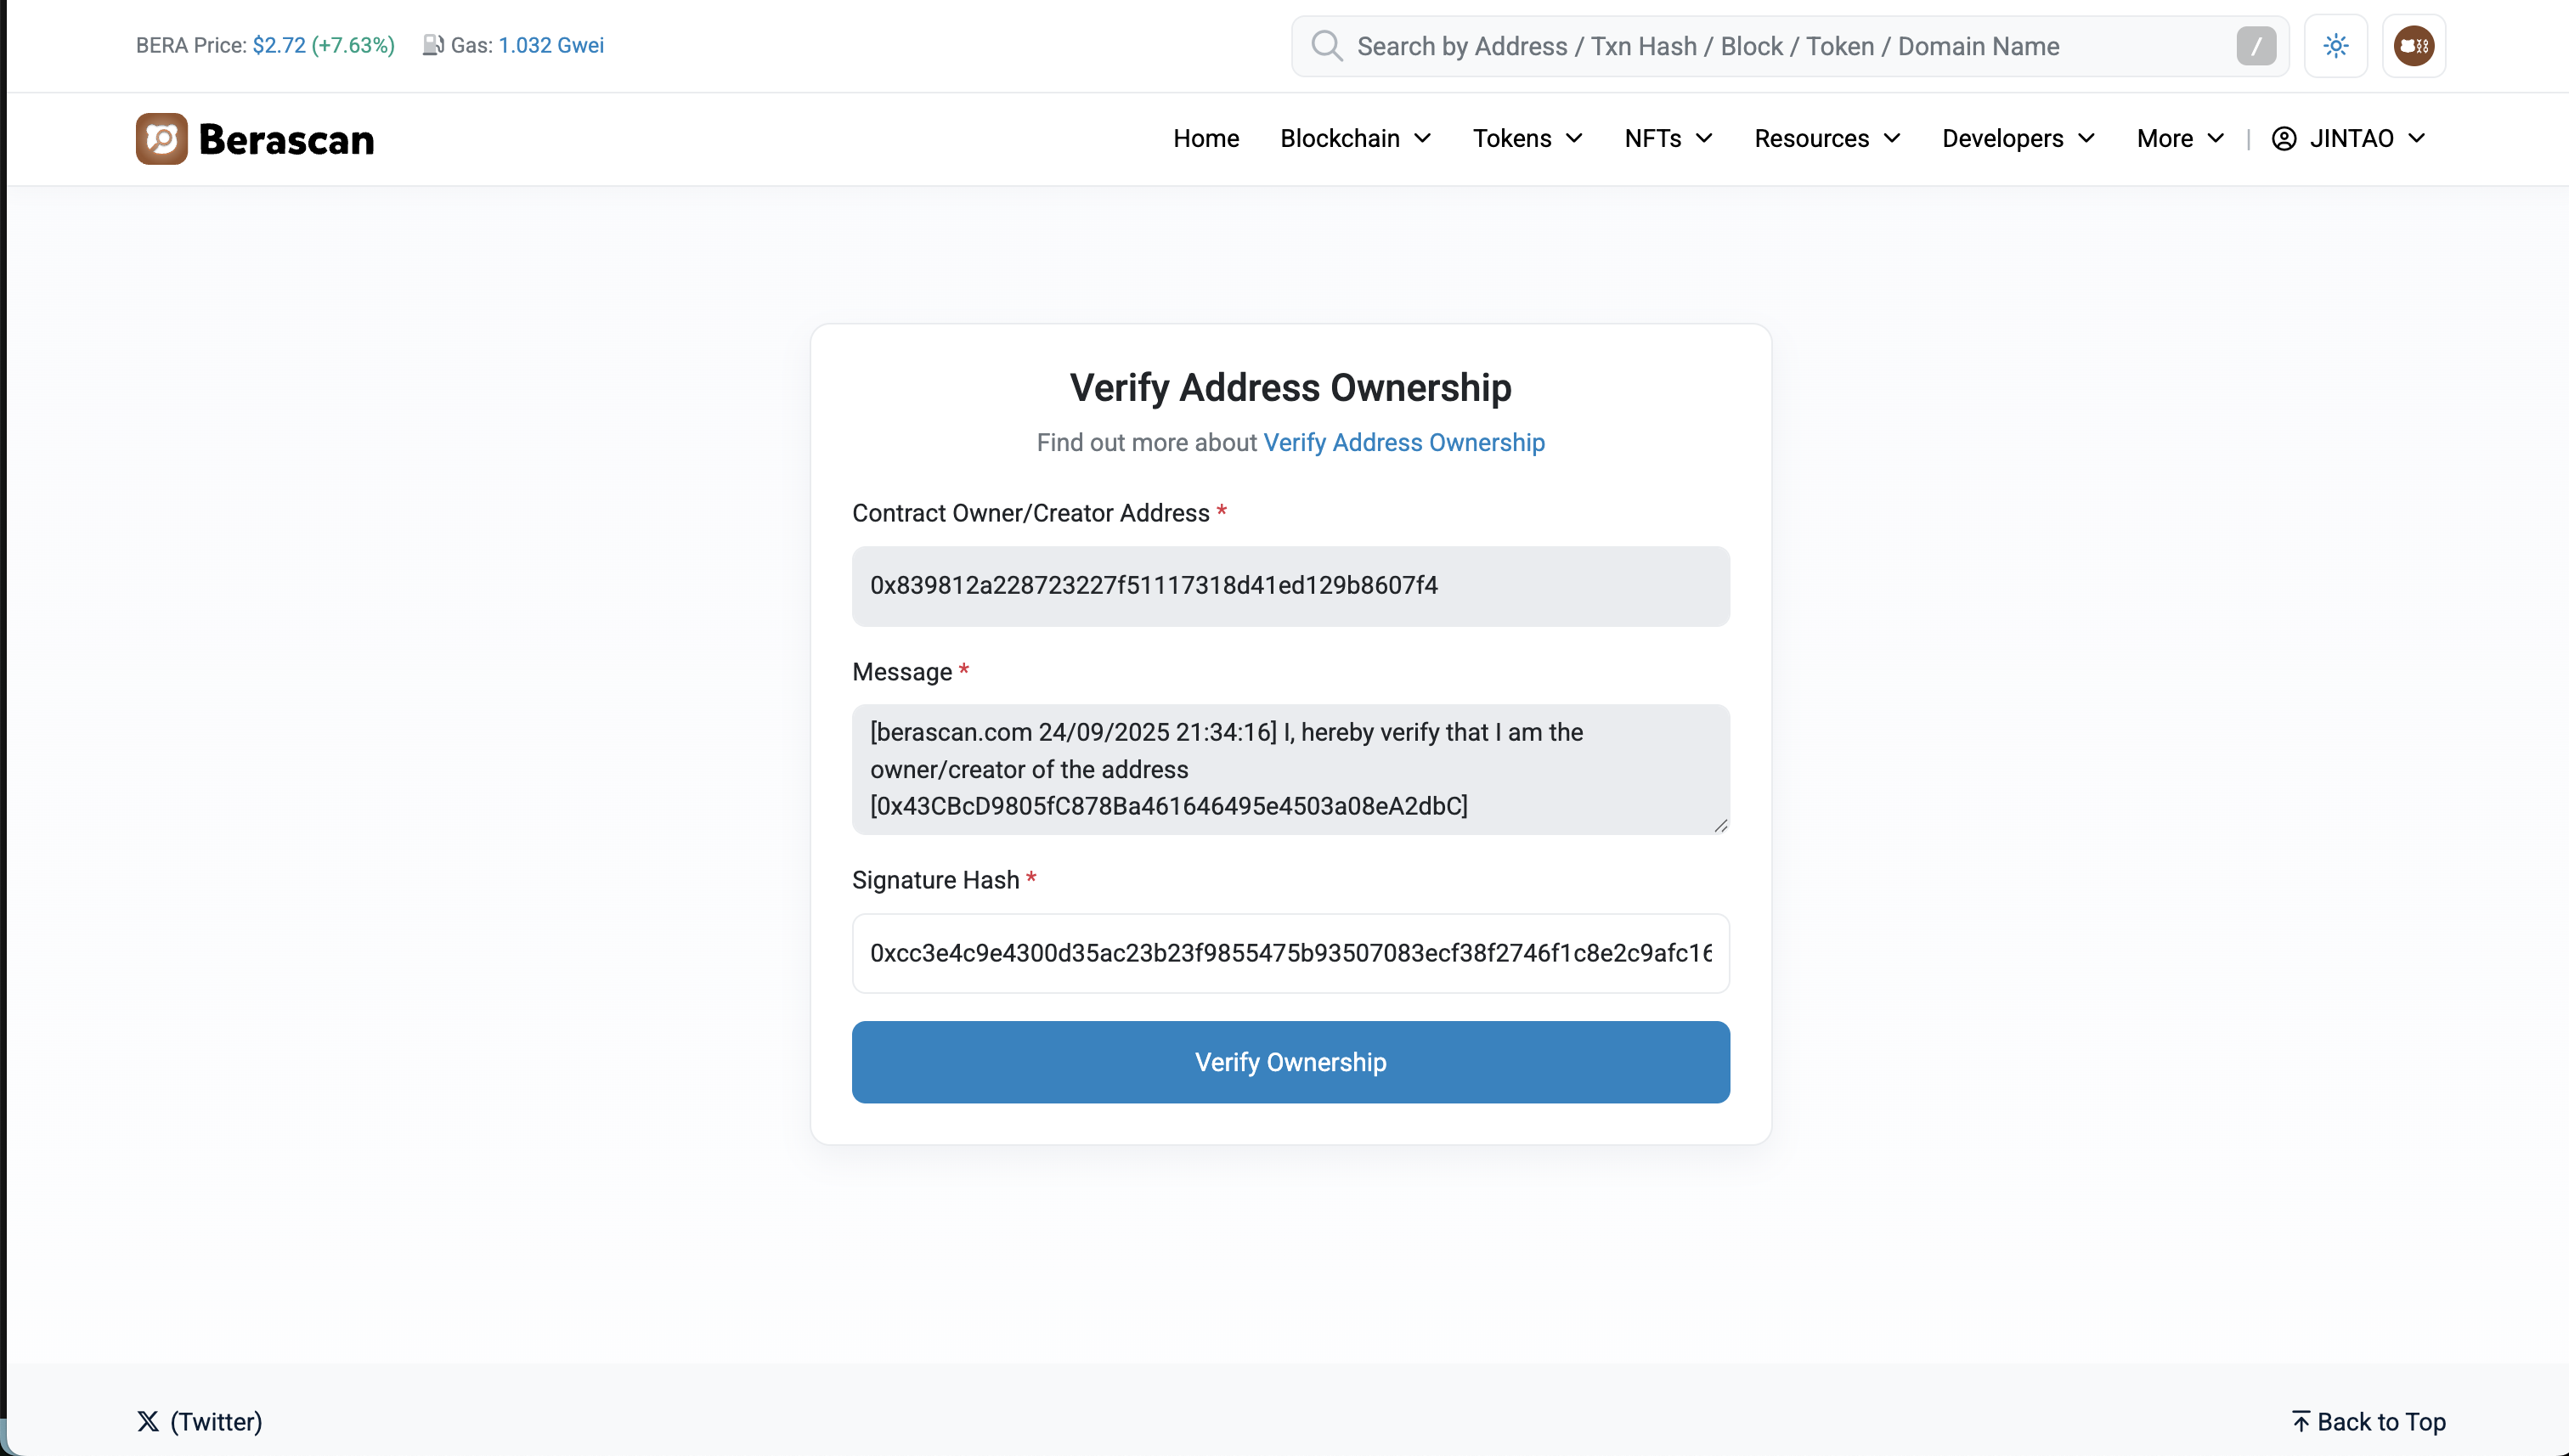 BERA Price: $2.72 (+7.63%) Gas: 1.032 Gwei
Search by Address / Txn Hash / Block / Token / Domain Name /
Berascan
Home Blockchain Tokens NFTs Resources Developers More | JINTAO
Verify Address Ownership
Find out more about Verify Address Ownership
Contract Owner/Creator Address *
0x839812a228723227f51117318d41ed129b8607f4
Message *
[berascan.com 24/09/2025 21:34:16] I, hereby verify that I am the
owner/creator of the address
[0x43CBcD9805fC878Ba461646495e4503a08eA2dbC]
Signature Hash *
0xcc3e4c9e4300d35ac23b23f9855475b93507083ecf38f2746f1c8e2c9afc16
Verify Ownership
X (Twitter)
Back to Top